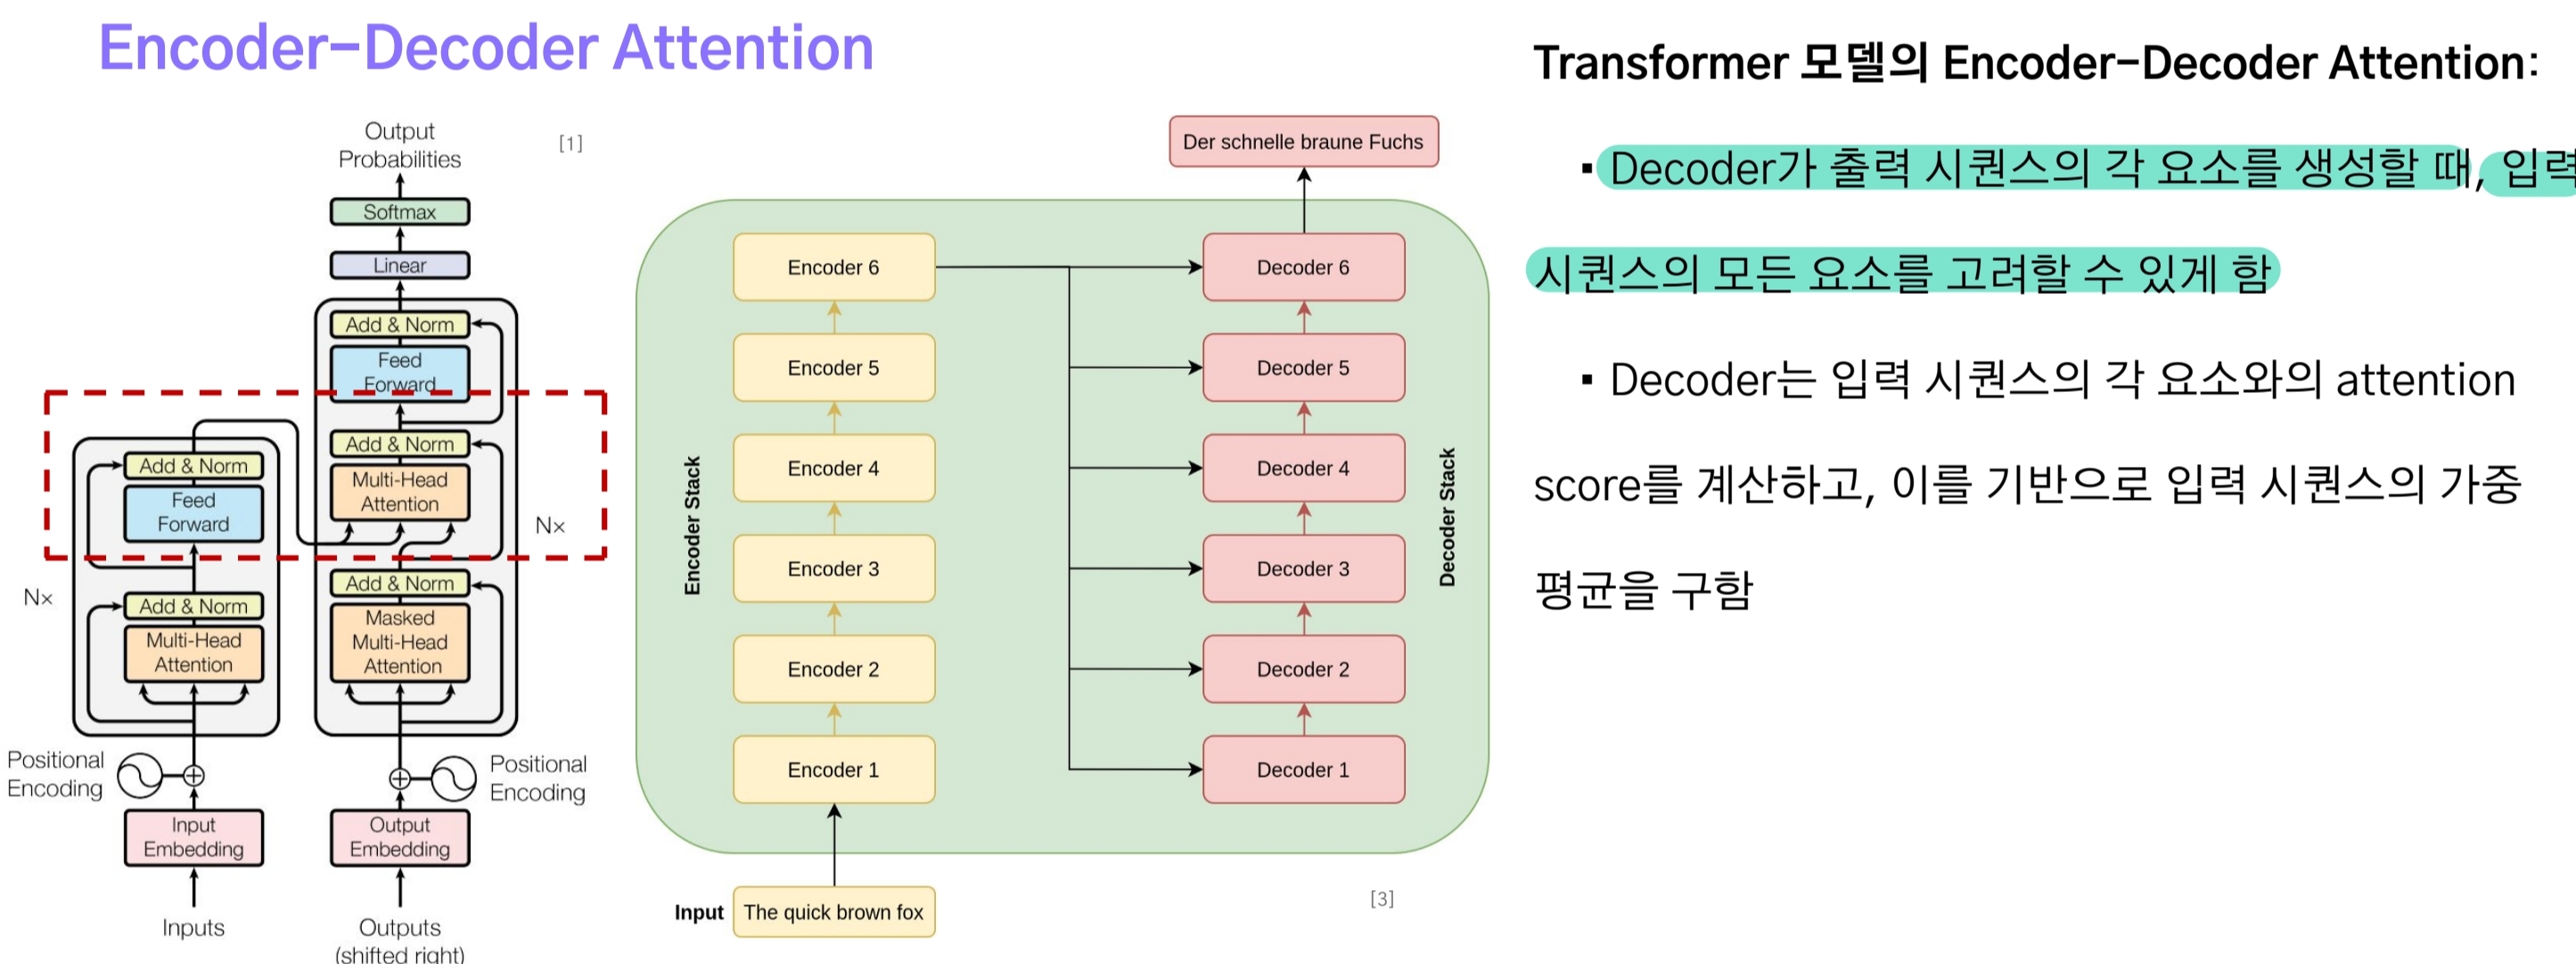 Encoder-Decoder Attention
Output
Probabilities
[1]
Softmax
Linear
Add & Norm
Feed
Forward
Add & Norm
Multi-Head
Attention
Nx
Add & Norm
Masked
Multi-Head
Attention
Add & Norm
Feed
Forward
Nx
Add & Norm
Multi-Head
Attention
Positional
Encoding
Positional
Encoding
Input
Embedding
Output
Embedding
Inputs
Outputs
(shifted right)
Der schnelle braune Fuchs
Encoder Stack
Encoder 6
Encoder 5
Encoder 4
Encoder 3
Encoder 2
Encoder 1
Decoder 6
Decoder 5
Decoder 4
Decoder 3
Decoder 2
Decoder 1
Decoder Stack
Input
The quick brown fox
[3]
Transformer 모델의 Encoder-Decoder Attention:
▪ Decoder가 출력 시퀀스의 각 요소를 생성할 때, 입력
시퀀스의 모든 요소를 고려할 수 있게 함
▪ Decoder는 입력 시퀀스의 각 요소와의 attention
score를 계산하고, 이를 기반으로 입력 시퀀스의 가중
평균을 구함